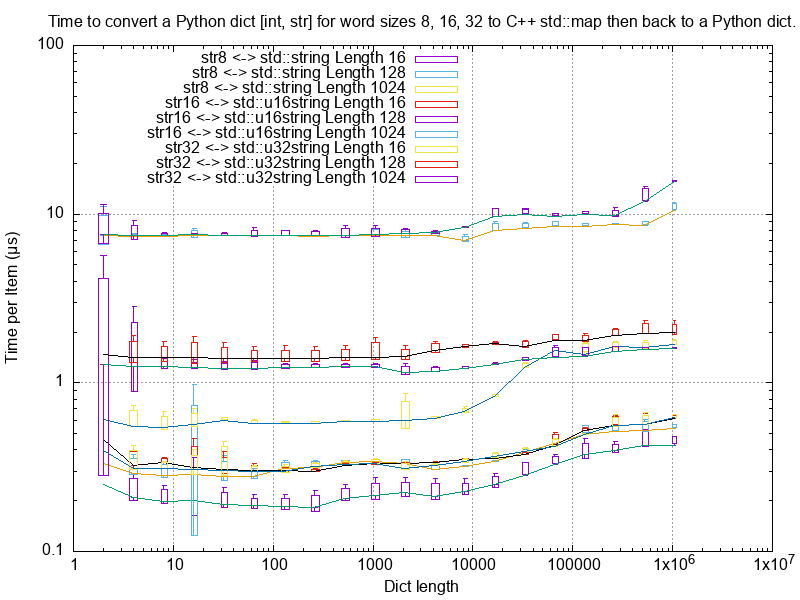 Time to convert a Python dict [int, str] for word sizes 8, 16, 32 to C++ std::map then back to a Python dict.
100
str8 <-> std::string Length 16
str8 <-> std::string Length 128
str8 <-> std::string Length 1024
str16 <-> std::u16string Length 16
str16 <-> std::u16string Length 128
str16 <-> std::u16string Length 1024
str32 <-> std::u32string Length 16
str32 <-> std::u32string Length 128
str32 <-> std::u32string Length 1024
10
Time per Item (µs)
1
0.1
1 10 100 1000 10000 100000 1x10⁶ 1x10⁷
Dict length